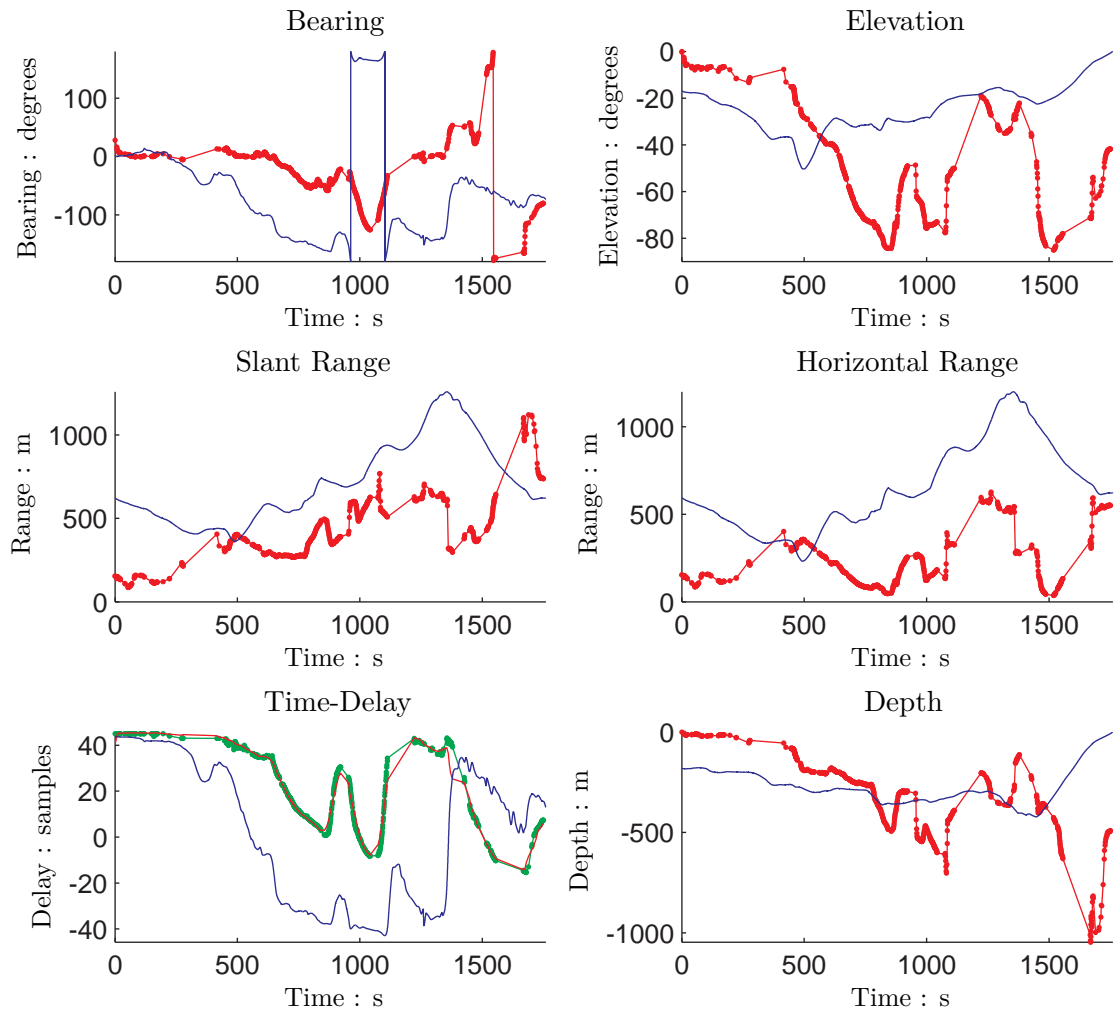 Bearing
Elevation
Bearing : degrees
100
0
-100
0 500 1000 1500
Time : s
Elevation : degrees
0
-20
-40
-60
-80
0 500 1000 1500
Time : s
Slant Range
Horizontal Range
Range : m
1000
500
0
0 500 1000 1500
Time : s
Range : m
1000
500
0
0 500 1000 1500
Time : s
Time-Delay
Depth
Delay : samples
40
20
0
-20
-40
0 500 1000 1500
Time : s
Depth : m
0
-500
-1000
0 500 1000 1500
Time : s